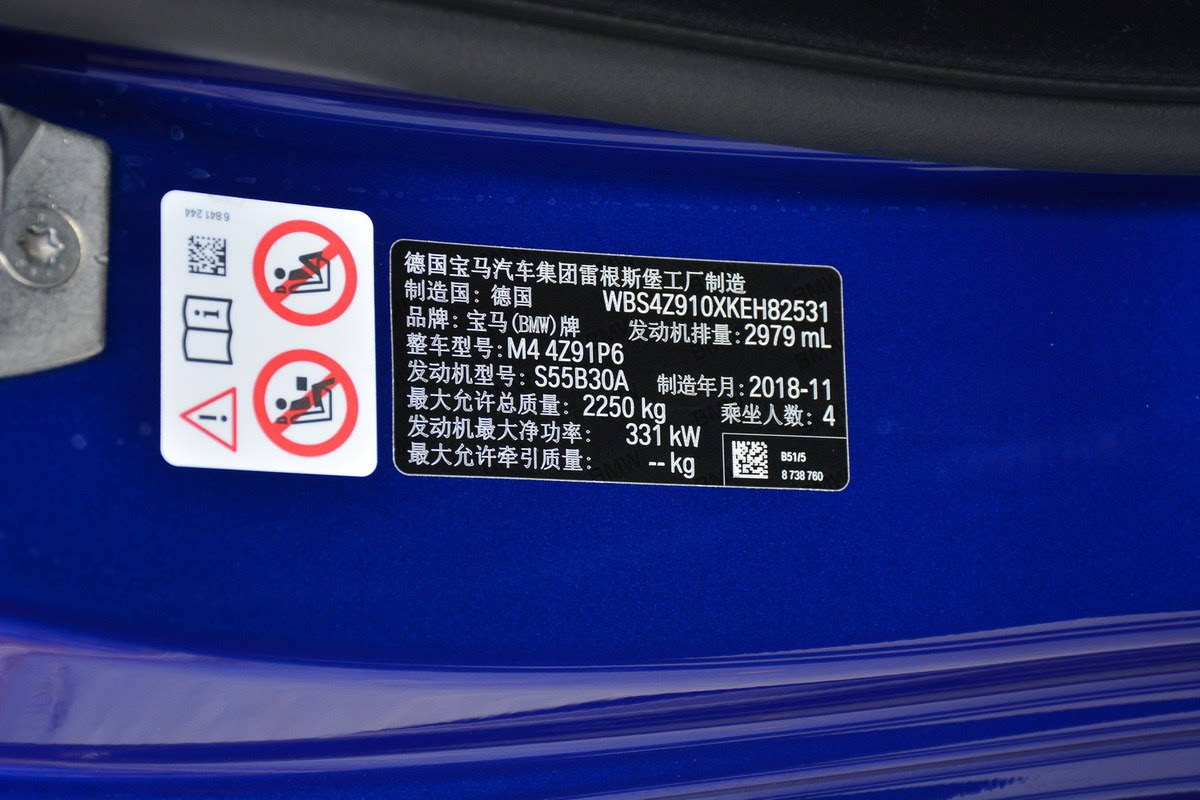 6 841 244
德国宝马汽车集团雷根斯堡工厂制造
制造国：德国 WBS4Z910XKEH82531
品牌：宝马(BMW)牌 发动机排量：2979 mL
整车型号：M4 4Z91P6
发动机型号：S55B30A 制造年月：2018-11
最大允许总质量：2250 kg 乘坐人数：4
发动机最大净功率：331 kW
最大允许牵引质量：-- kg
B51/5
8 738 760